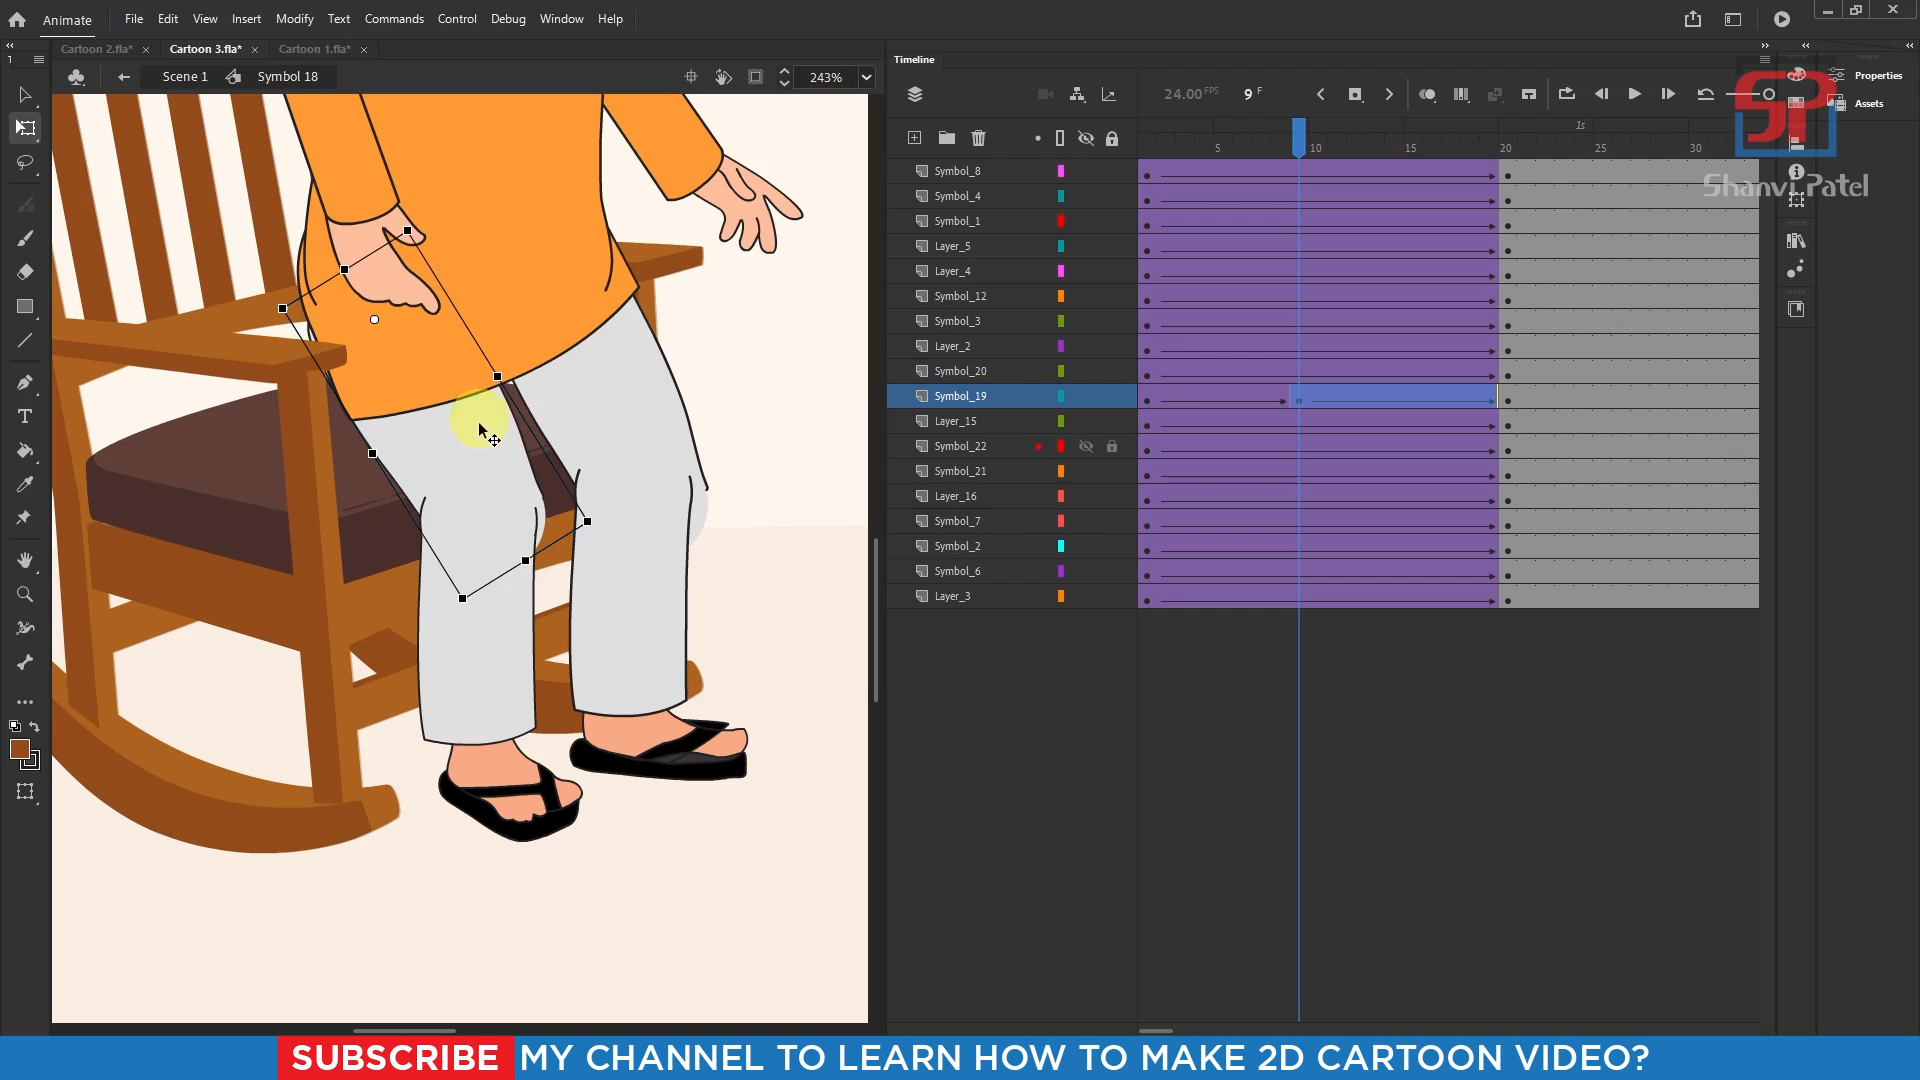 Animate
File Edit View Insert Modify Text Commands Control Debug Window Help
Cartoon 2.fla* Cartoon 3.fla* Cartoon 1.fla*
Timeline
Scene 1 Symbol 18 243%
Properties
Assets
24.00 FPS 9 F
1s
5 10 15 20 25 30
Symbol_8
Symbol_4
Symbol_1
Layer_5
Layer_4
Symbol_12
Symbol_3
Layer_2
Symbol_20
Symbol_19
Layer_15
Symbol_22
Symbol_21
Layer_16
Symbol_7
Symbol_2
Symbol_6
Layer_3
Shanvi Patel
SUBSCRIBE MY CHANNEL TO LEARN HOW TO MAKE 2D CARTOON VIDEO?